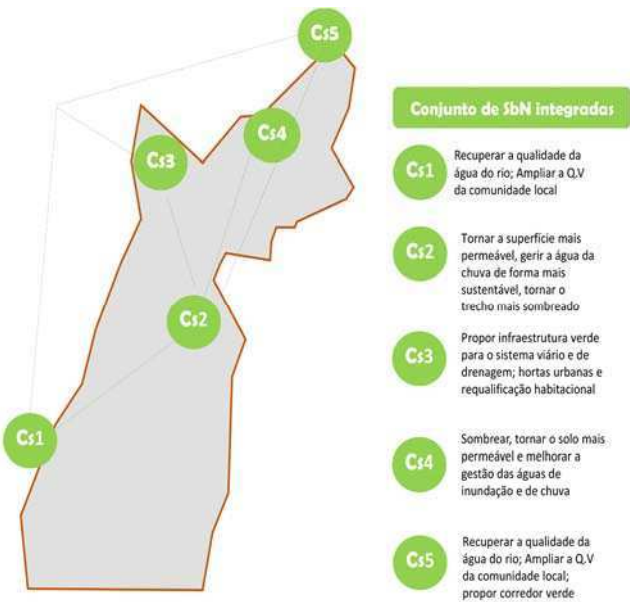 Cs5
Cs4
Cs3
Cs2
Cs1
Conjunto de SbN integradas
Cs1
Recuperar a qualidade da
água do rio; Ampliar a Q.V
da comunidade local
Cs2
Tornar a superfície mais
permeável, gerir a água da
chuva de forma mais
sustentável, tornar o
trecho mais sombreado
Cs3
Propor infraestrutura verde
para o sistema viário e de
drenagem; hortas urbanas e
requalificação habitacional
Cs4
Sombrear, tornar o solo mais
permeável e melhorar a
gestão das águas de
inundação e de chuva
Cs5
Recuperar a qualidade da
água do rio; Ampliar a Q.V
da comunidade local;
propor corredor verde